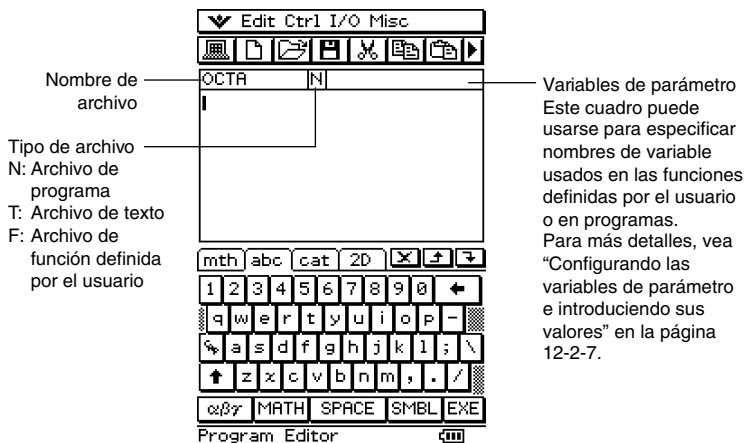 Edit Ctrl I/O Misc
Nombre de
archivo
OCTA N
Tipo de archivo
N: Archivo de
programa
T: Archivo de texto
F: Archivo de
función definida
por el usuario
Variables de parámetro
Este cuadro puede
usarse para especificar
nombres de variable
usados en las funciones
definidas por el usuario
o en programas.
Para más detalles, vea
“Configurando las
variables de parámetro
e introduciendo sus
valores” en la página
12-2-7.
mth abc cat 2D
1 2 3 4 5 6 7 8 9 0
q w e r t y u i o p -
a s d f g h j k l ; \
z x c v b n m , . /
αβγ MATH SPACE SMBL EXE
Program Editor